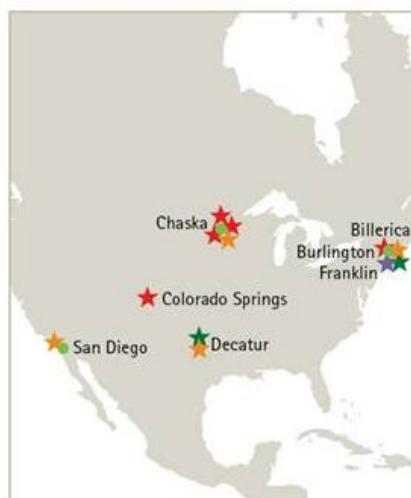 Chaska
Billerica
Burlington
Franklin
Colorado Springs
San Diego
Decatur